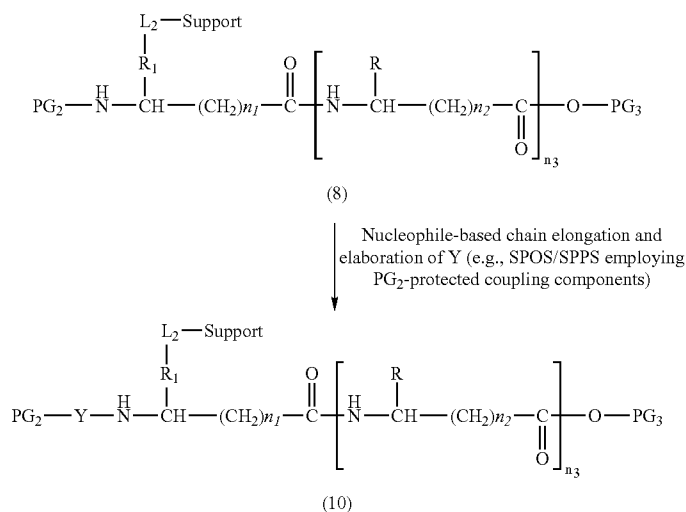 L₂—Support
R₁
O
R
PG₂—N—CH—(CH₂)n₁—C—N—CH—(CH₂)n₂—C—O—PG₃
H
H
O
n₃
(8)
Nucleophile-based chain elongation and
elaboration of Y (e.g., SPOS/SPPS employing
PG₂-protected coupling components)
L₂—Support
R₁
O
R
PG₂—Y—N—CH—(CH₂)n₁—C—N—CH—(CH₂)n₂—C—O—PG₃
H
H
O
n₃
(10)